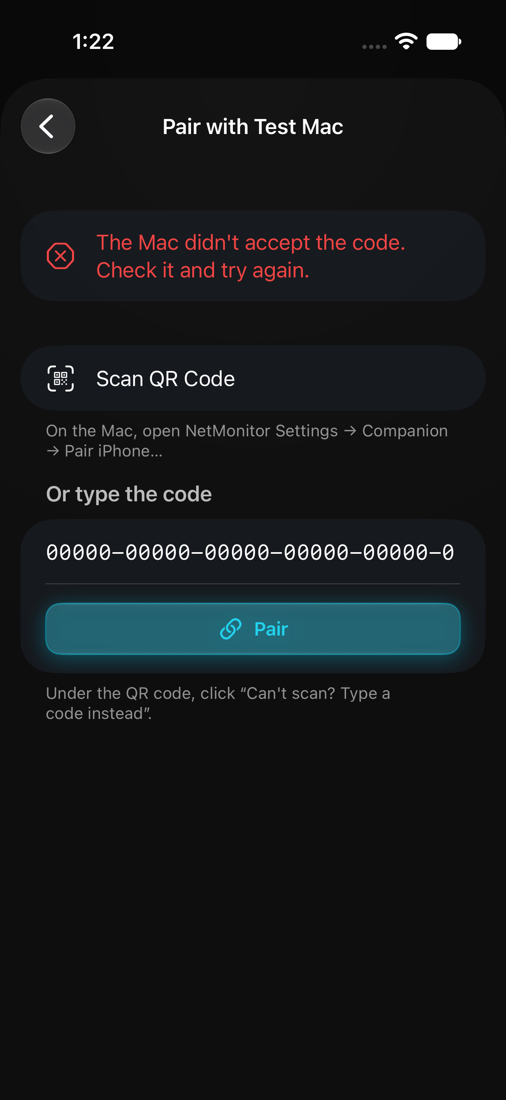 1:22
Pair with Test Mac
The Mac didn't accept the code.
Check it and try again.
Scan QR Code
On the Mac, open NetMonitor Settings → Companion
→ Pair iPhone...
Or type the code
00000-00000-00000-00000-00000-0
Pair
Under the QR code, click “Can't scan? Type a
code instead”.